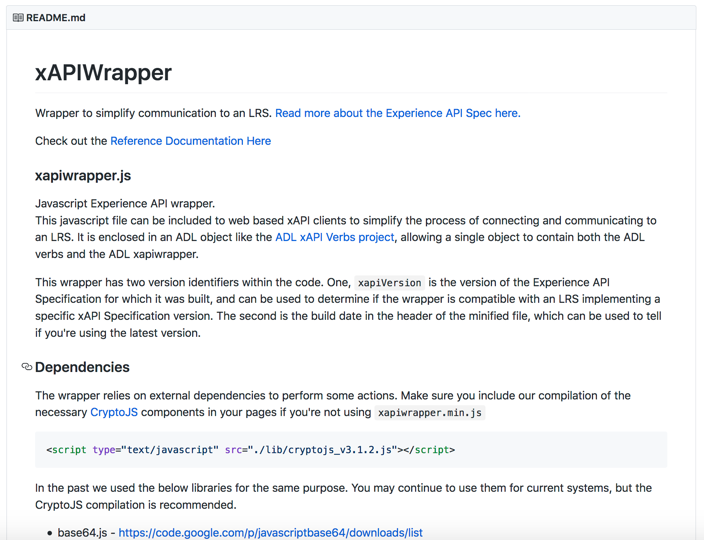 README.md
xAPIWrapper
Wrapper to simplify communication to an LRS. Read more about the Experience API Spec here.
Check out the Reference Documentation Here
xapiwrapper.js
Javascript Experience API wrapper.
This javascript file can be included to web based xAPI clients to simplify the process of connecting and communicating to
an LRS. It is enclosed in an ADL object like the ADL xAPI Verbs project, allowing a single object to contain both the ADL
verbs and the ADL xapiwrapper.
This wrapper has two version identifiers within the code. One, xapiVersion is the version of the Experience API
Specification for which it was built, and can be used to determine if the wrapper is compatible with an LRS implementing a
specific xAPI Specification version. The second is the build date in the header of the minified file, which can be used to tell
if you're using the latest version.
Dependencies
The wrapper relies on external dependencies to perform some actions. Make sure you include our compilation of the
necessary CryptoJS components in your pages if you're not using xapiwrapper.min.js
<script type="text/javascript" src="./lib/cryptojs_v3.1.2.js"></script>
In the past we used the below libraries for the same purpose. You may continue to use them for current systems, but the
CryptoJS compilation is recommended.
• base64.js - https://code.google.com/p/javascriptbase64/downloads/list